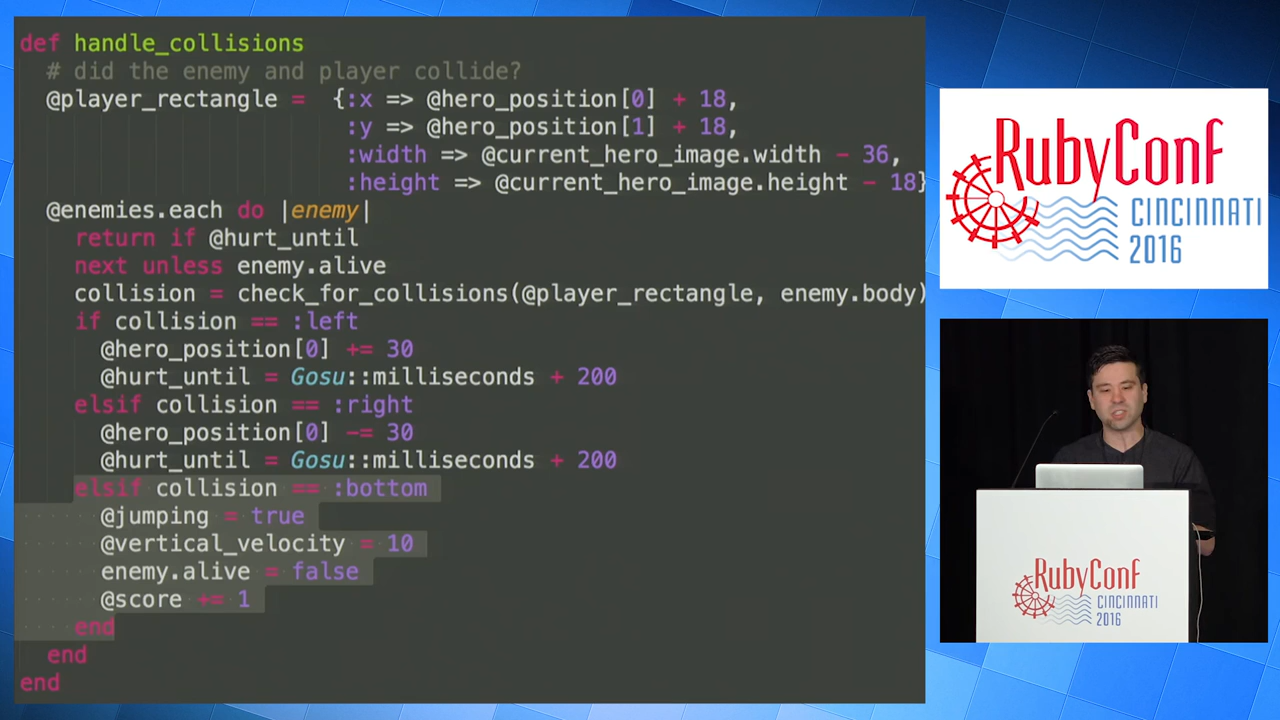 def handle_collisions
# did the enemy and player collide?
@player_rectangle = {:x => @hero_position[0] + 18,
:y => @hero_position[1] + 18,
:width => @current_hero_image.width - 36,
:height => @current_hero_image.height - 18}
@enemies.each do |enemy|
return if @hurt_until
next unless enemy.alive
collision = check_for_collisions(@player_rectangle, enemy.body)
if collision == :left
@hero_position[0] += 30
@hurt_until = Gosu::milliseconds + 200
elsif collision == :right
@hero_position[0] -= 30
@hurt_until = Gosu::milliseconds + 200
elsif collision == :bottom
@jumping = true
@vertical_velocity = 10
enemy.alive = false
@score += 1
end
end
end
RubyConf
CINCINNATI
2016
RubyConf
CINCINNATI
2016